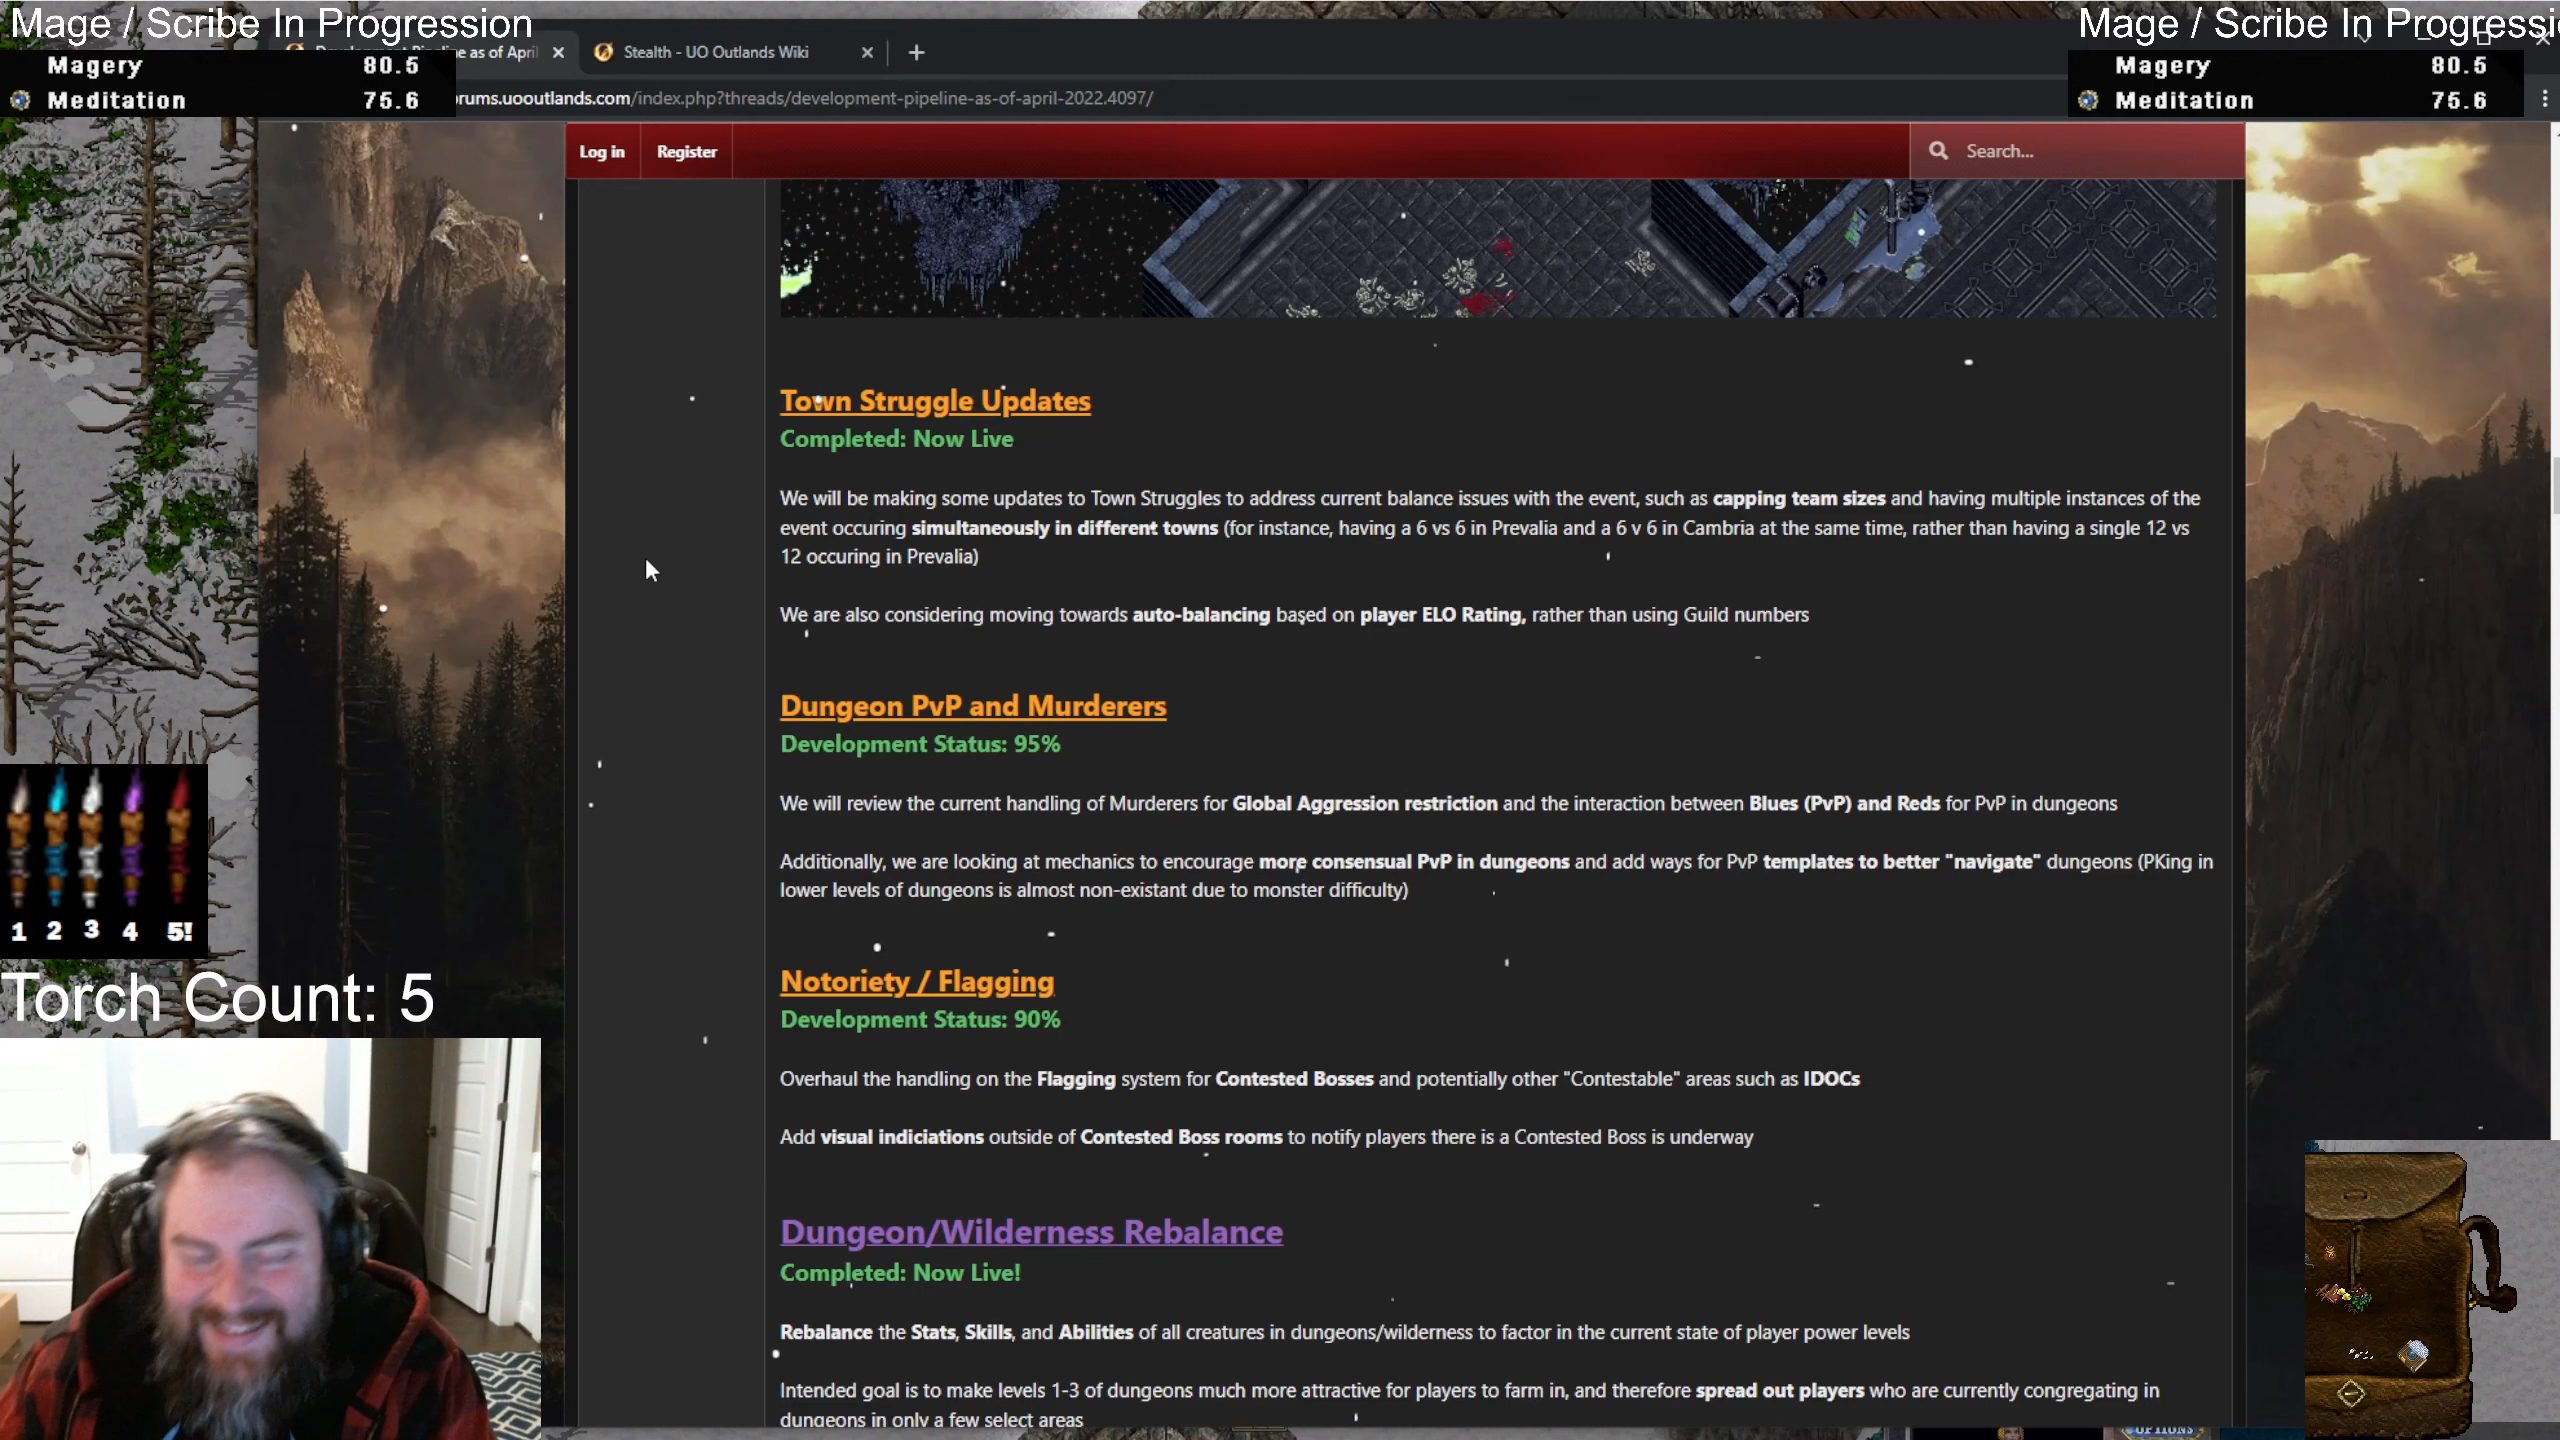 Mage / Scribe In Progression
Magery 80.5
Meditation 75.6
as of April
Stealth - UO Outlands Wiki
rums.uooutlands.com/index.php?threads/development-pipeline-as-of-april-2022.4097/
Mage / Scribe In Progressi
Magery 80.5
Meditation 75.6
Log in
Register
Search...
Town Struggle Updates
Completed: Now Live
We will be making some updates to Town Struggles to address current balance issues with the event, such as capping team sizes and having multiple instances of the
event occuring simultaneously in different towns (for instance, having a 6 vs 6 in Prevalia and a 6 v 6 in Cambria at the same time, rather than having a single 12 vs
12 occuring in Prevalia)
We are also considering moving towards auto-balancing based on player ELO Rating, rather than using Guild numbers
Dungeon PvP and Murderers
Development Status: 95%
We will review the current handling of Murderers for Global Aggression restriction and the interaction between Blues (PvP) and Reds for PvP in dungeons
Additionally, we are looking at mechanics to encourage more consensual PvP in dungeons and add ways for PvP templates to better "navigate" dungeons (PKing in
lower levels of dungeons is almost non-existant due to monster difficulty)
Notoriety / Flagging
Development Status: 90%
Overhaul the handling on the Flagging system for Contested Bosses and potentially other "Contestable" areas such as IDOCs
Add visual indiciations outside of Contested Boss rooms to notify players there is a Contested Boss is underway
Dungeon/Wilderness Rebalance
Completed: Now Live!
Rebalance the Stats, Skills, and Abilities of all creatures in dungeons/wilderness to factor in the current state of player power levels
Intended goal is to make levels 1-3 of dungeons much more attractive for players to farm in, and therefore spread out players who are currently congregating in
dungeons in only a few select areas
1 2 3 4 5!
Torch Count: 5
OPTIONS